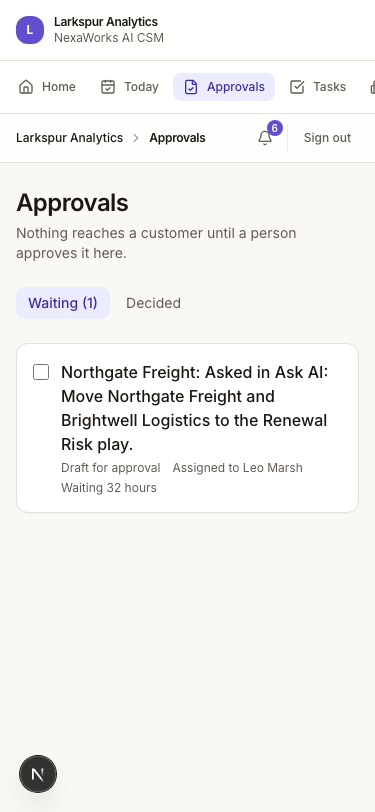 L
Larkspur Analytics
NexaWorks AI CSM
Home
Today
Approvals
Tasks
Larkspur Analytics
Approvals
6
Sign out
Approvals
Nothing reaches a customer until a person
approves it here.
Waiting (1)
Decided
Northgate Freight: Asked in Ask AI:
Move Northgate Freight and
Brightwell Logistics to the Renewal
Risk play.
Draft for approval Assigned to Leo Marsh
Waiting 32 hours
N